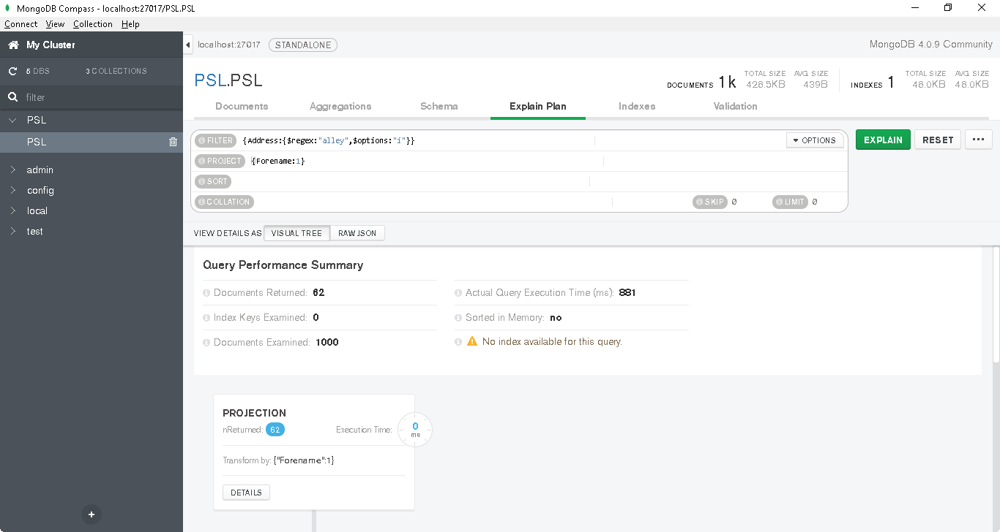 MongoDB Compass - localhost:27017/PSL.PSL
Connect View Collection Help
My Cluster
localhost:27017 STANDALONE MongoDB 4.0.9 Community
5 DBS 3 COLLECTIONS
filter
PSL
PSL
admin
config
local
test
+
PSL.PSL
DOCUMENTS 1k TOTAL SIZE 428.5KB AVG. SIZE 439B INDEXES 1 TOTAL SIZE 48.0KB AVG. SIZE 48.0KB
Documents Aggregations Schema Explain Plan Indexes Validation
FILTER {Address:{$regex:"alley",$options:"i"}} OPTIONS EXPLAIN RESET ...
PROJECT {Forename:1}
SORT
COLLATION SKIP 0 LIMIT 0
VIEW DETAILS AS VISUAL TREE RAW JSON
Query Performance Summary
Documents Returned: 62 Actual Query Execution Time (ms): 881
Index Keys Examined: 0 Sorted in Memory: no
Documents Examined: 1000 No index available for this query.
PROJECTION
nReturned: 62 Execution Time: 0 ms
Transform by: {"Forename":1}
DETAILS